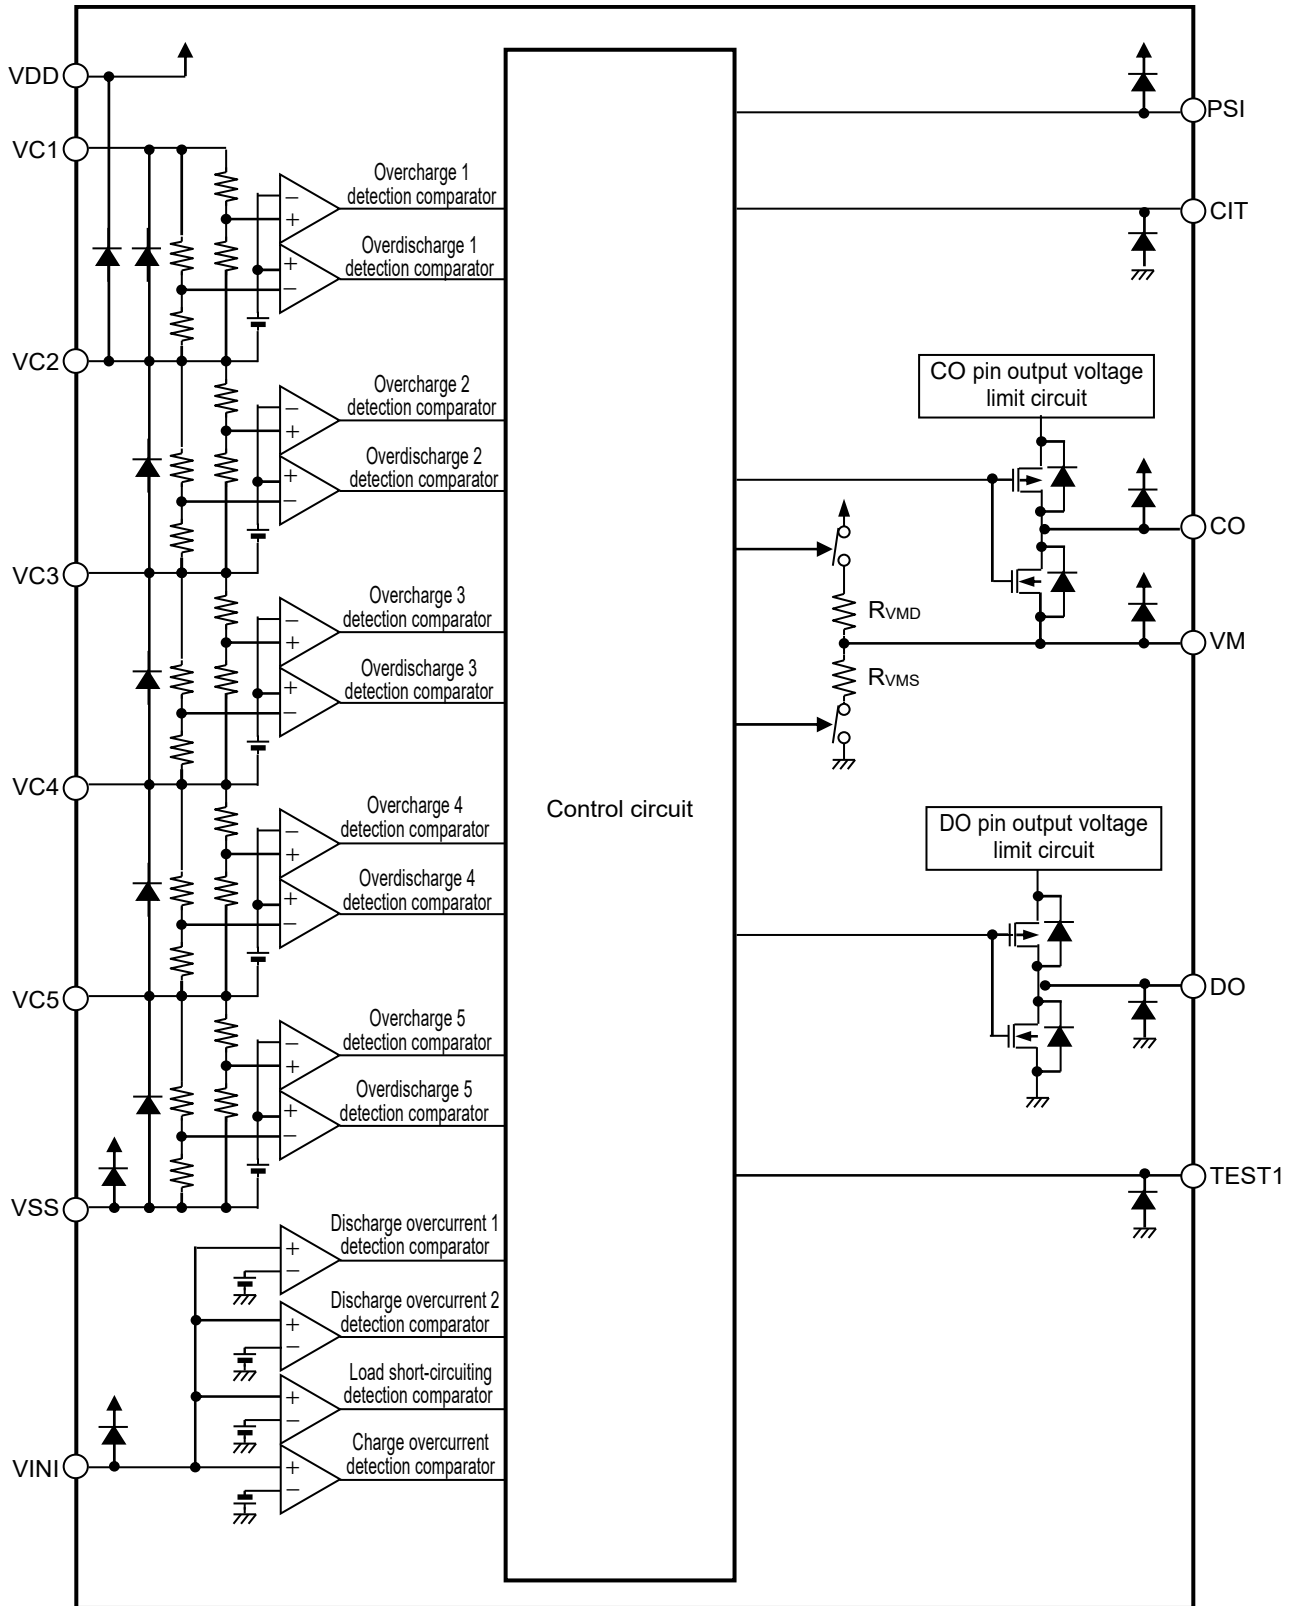 VDD
VC1
VC2
VC3
VC4
VC5
VSS
VINI
Overcharge 1
detection comparator
Overdischarge 1
detection comparator
Overcharge 2
detection comparator
Overdischarge 2
detection comparator
Overcharge 3
detection comparator
Overdischarge 3
detection comparator
Overcharge 4
detection comparator
Overdischarge 4
detection comparator
Overcharge 5
detection comparator
Overdischarge 5
detection comparator
Discharge overcurrent 1
detection comparator
Discharge overcurrent 2
detection comparator
Load short-circuiting
detection comparator
Charge overcurrent
detection comparator
Control circuit
CO pin output voltage
limit circuit
RVMD
RVMS
DO pin output voltage
limit circuit
PSI
CIT
CO
VM
DO
TEST1